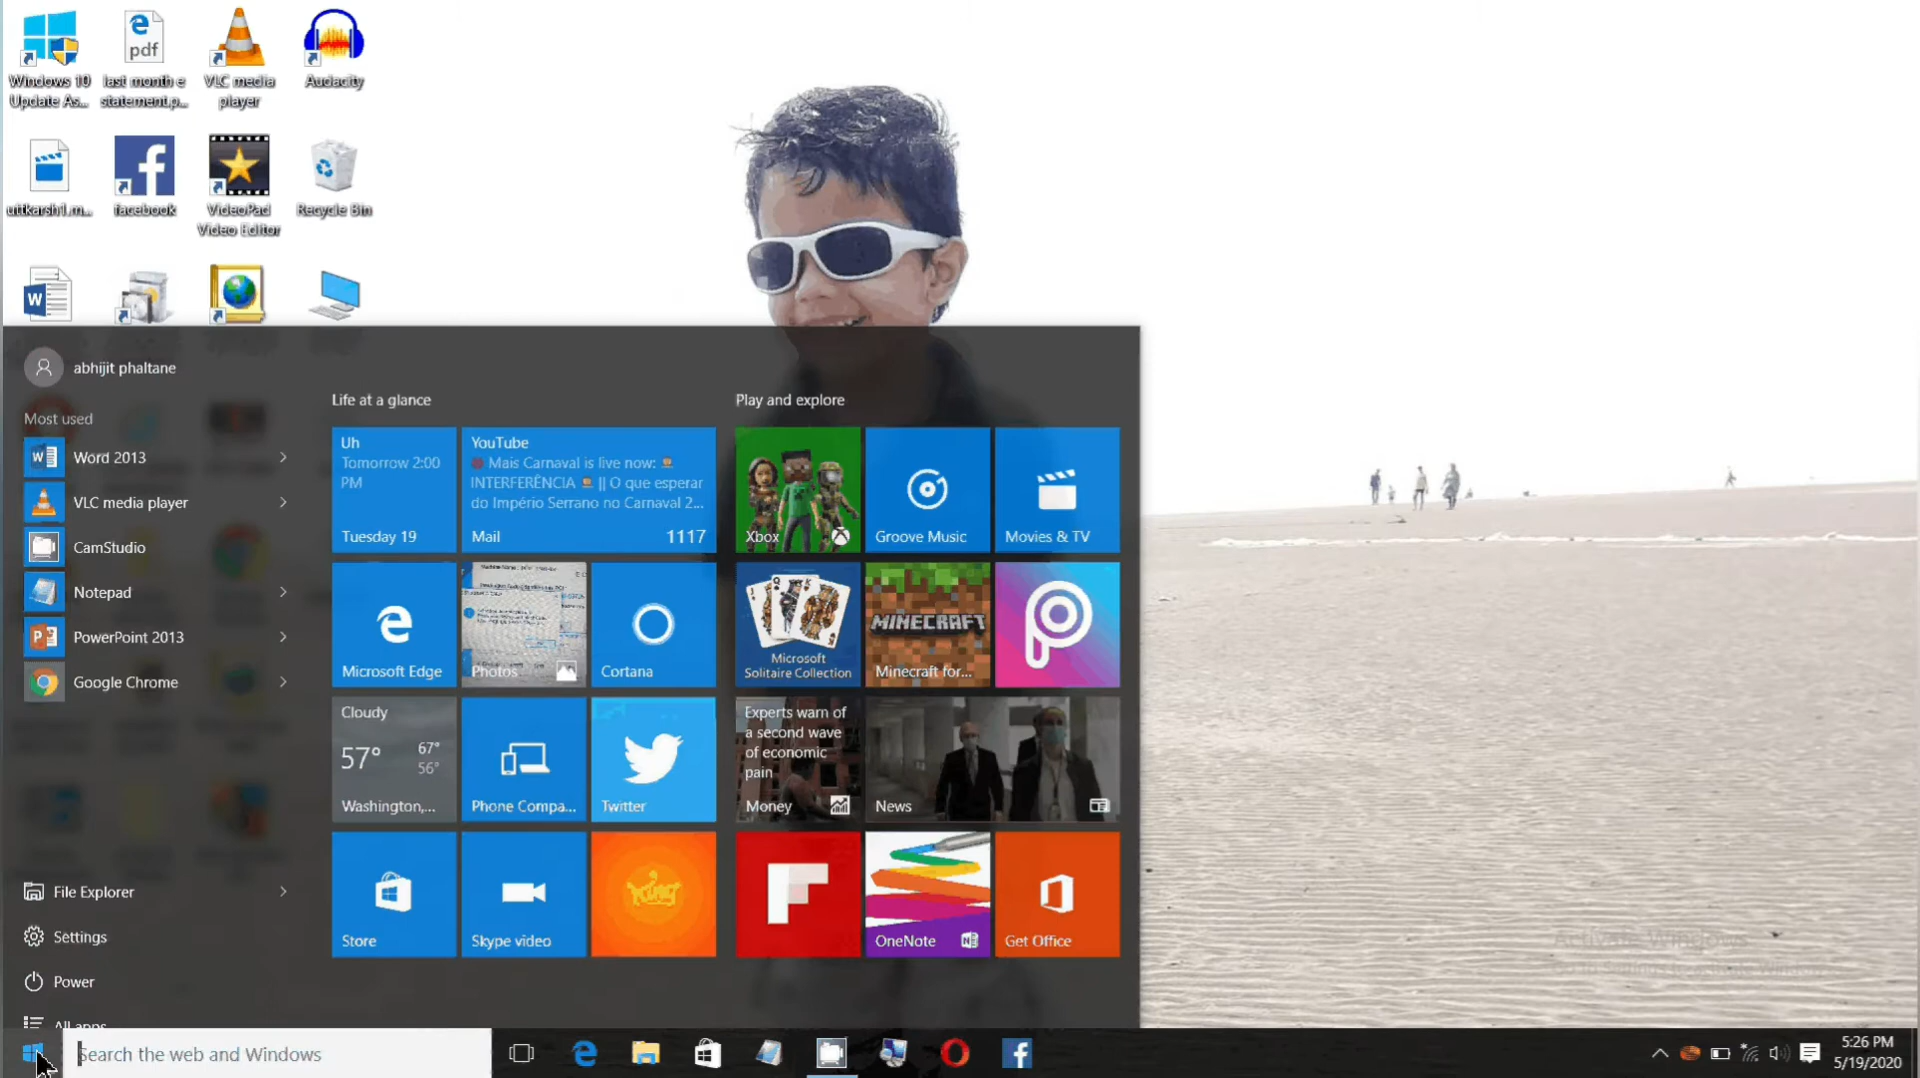 Windows 10
Update As...
pdf
last month e
statement.p...
VLC media
player
Audacity
uttkarsh1.m...
facebook
VideoPad
Video Editor
Recycle Bin
abhijit phaltane
Most used
Word 2013
VLC media player
CamStudio
Notepad
PowerPoint 2013
Google Chrome
File Explorer
Settings
Power
All apps
Life at a glance
Uh
Tomorrow 2:00
PM
Tuesday 19
YouTube
Mais Carnaval is live now:
INTERFERÊNCIA || O que esperar
do Império Serrano no Carnaval 2...
Mail 1117
Microsoft Edge
Photos
Cortana
Cloudy
57° 67°
56°
Washington,...
Phone Compa...
Twitter
Store
Skype video
King
Play and explore
Xbox
Groove Music
Movies & TV
Microsoft
Solitaire Collection
MINECRAFT
Minecraft for...
Experts warn of
a second wave
of economic
pain
Money
News
OneNote
Get Office
Search the web and Windows
5:26 PM
5/19/2020